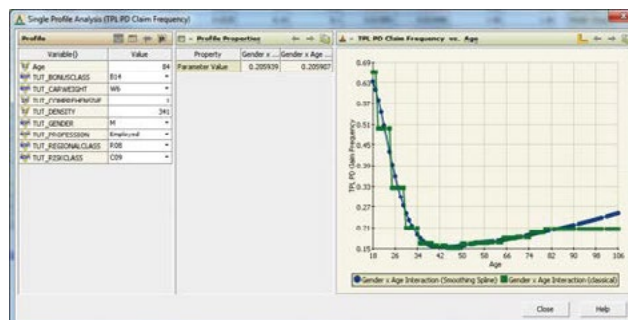 Single Profile Analysis (TPL PD Claim Frequency)
Profile
Variable()
Value
Age
84
TUT_BONUSCLASS
B14
TUT_CARWEIGHT
W6
1
TUT_DENSITY
341
TUT_GENDER
M
TUT_PROFESSION
Employed
TUT_REGIONALCLASS
R08
TUT_RISKCLASS
C09
- Profile Properties
Property
Gender x ...
Gender x Age ...
Parameter Value
0.205939
0.205907
- TPL PD Claim Frequency vs. Age
TPL PD Claim Frequency
0.69
0.63
0.57
0.51
0.45
0.39
0.33
0.27
0.21
0.15
18
26
34
42
50
58
66
74
82
90
98
106
Age
Gender x Age Interaction (Smoothing Spline)
Gender x Age Interaction (classical)
Close
Help